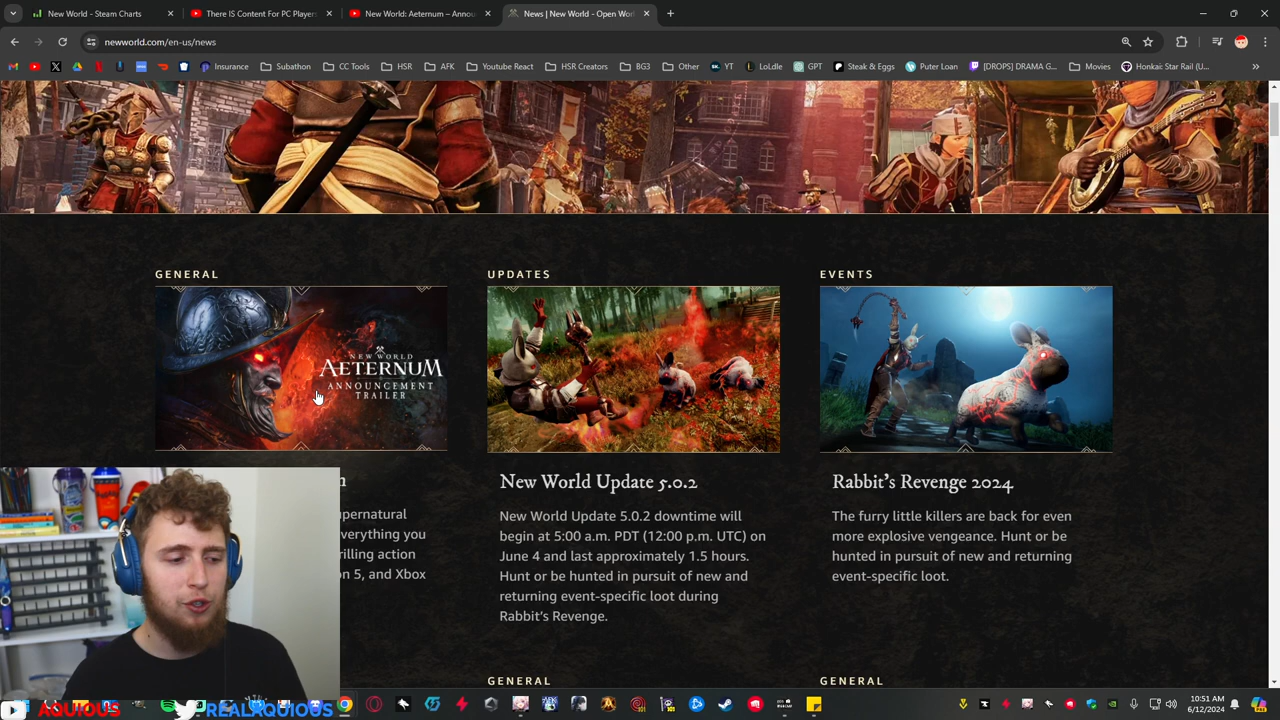 New World - Steam Charts
There IS Content For PC Players
New World: Aeternum – Annou
News | New World - Open Wor
newworld.com/en-us/news
Insurance
Subathon
CC Tools
HSR
AFK
Youtube React
HSR Creators
BG3
Other
YT
LoLdle
GPT
Steak & Eggs
Puter Loan
[DROPS] DRAMA G...
Movies
Honkai: Star Rail (U...
GENERAL
UPDATES
EVENTS
NEW WORLD
AETERNUM
ANNOUNCEMENT
TRAILER
New World Update 5.0.2
Rabbit's Revenge 2024
upernatural
verything you
rilling action
on 5, and Xbox
New World Update 5.0.2 downtime will
begin at 5:00 a.m. PDT (12:00 p.m. UTC) on
June 4 and last approximately 1.5 hours.
Hunt or be hunted in pursuit of new and
returning event-specific loot during
Rabbit's Revenge.
The furry little killers are back for even
more explosive vengeance. Hunt or be
hunted in pursuit of new and returning
event-specific loot.
GENERAL
GENERAL
AQUIOUS
REALAQUIOUS
10:51 AM
6/12/2024